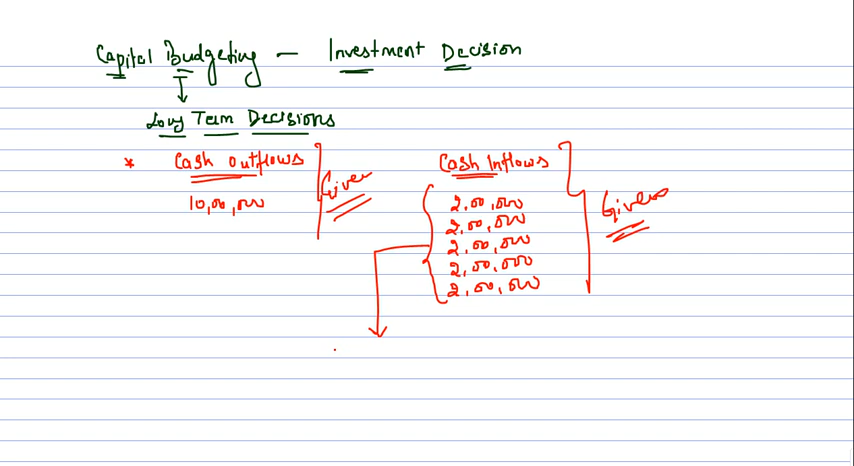 Capital Budgeting — Investment Decision
Long Term Decisions
* Cash Outflows
10,00,000
Given
Cash Inflows
2,00,000
2,00,000
2,00,000
2,00,000
2,00,000
Given